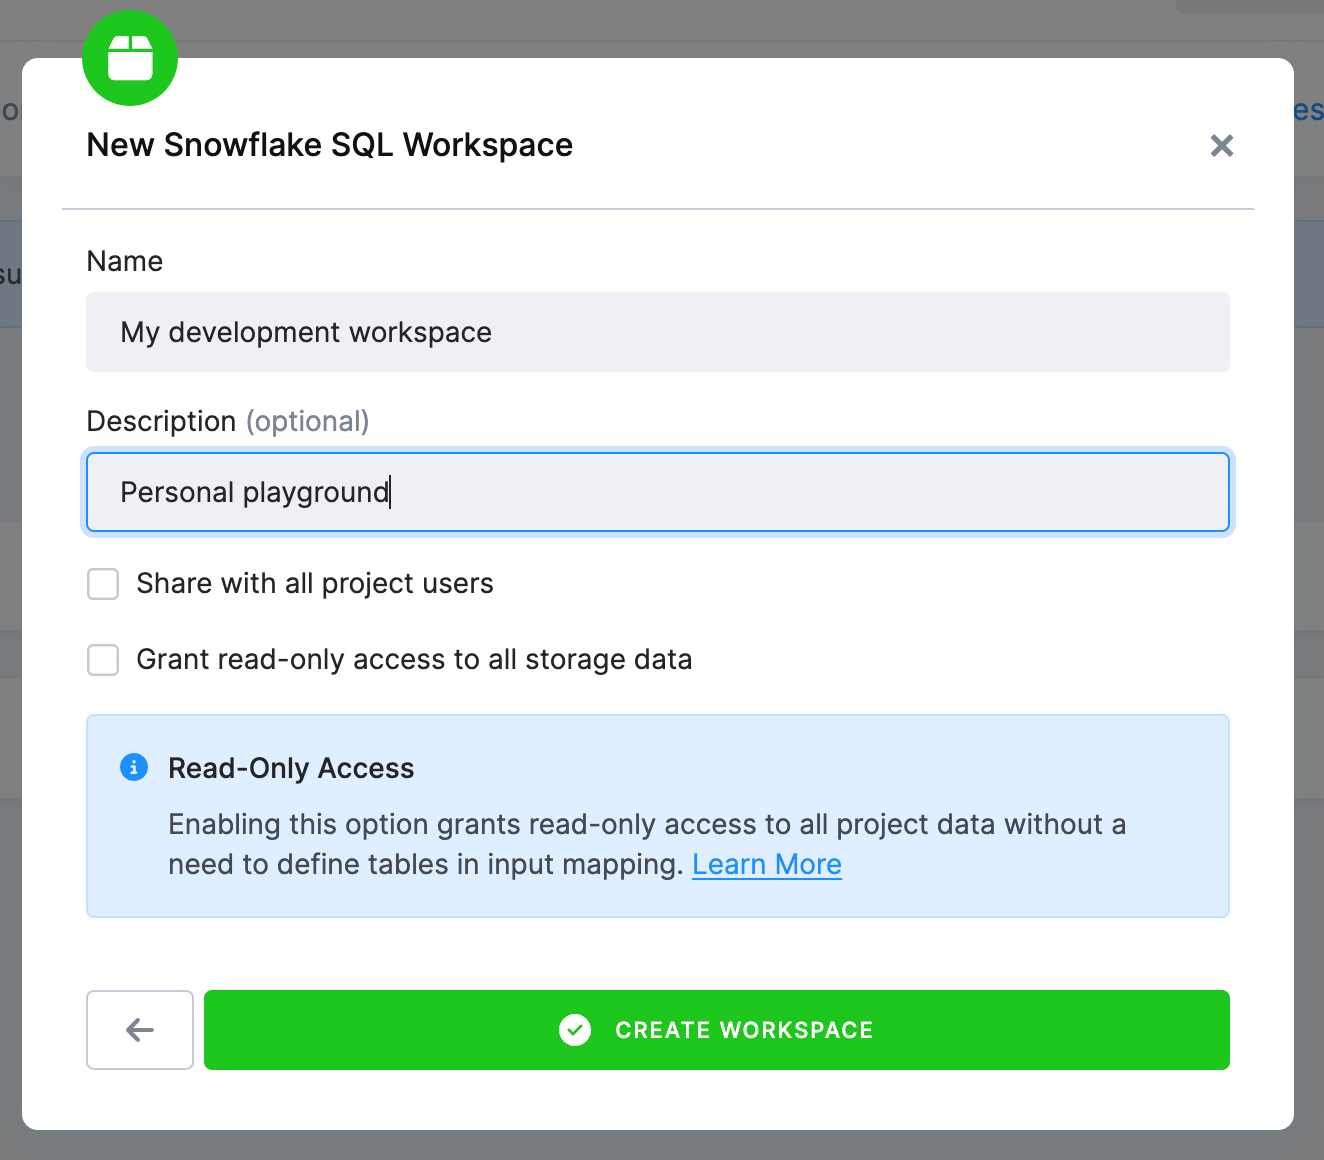 New Snowflake SQL Workspace
Name
My development workspace
Description (optional)
Personal playground
Share with all project users
Grant read-only access to all storage data
Read-Only Access
Enabling this option grants read-only access to all project data without a
need to define tables in input mapping. Learn More
CREATE WORKSPACE